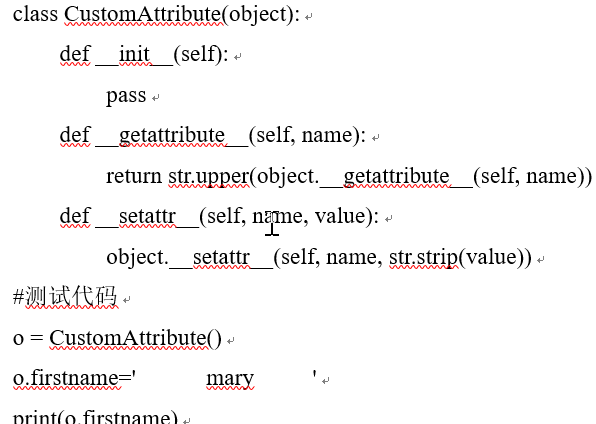 class CustomAttribute(object):
def __init__(self):
pass
def __getattribute__(self, name):
return str.upper(object.__getattribute__(self, name))
def __setattr__(self, name, value):
object.__setattr__(self, name, str.strip(value))
#测试代码
o = CustomAttribute()
o.firstname='          mary          '
print(o.firstname)